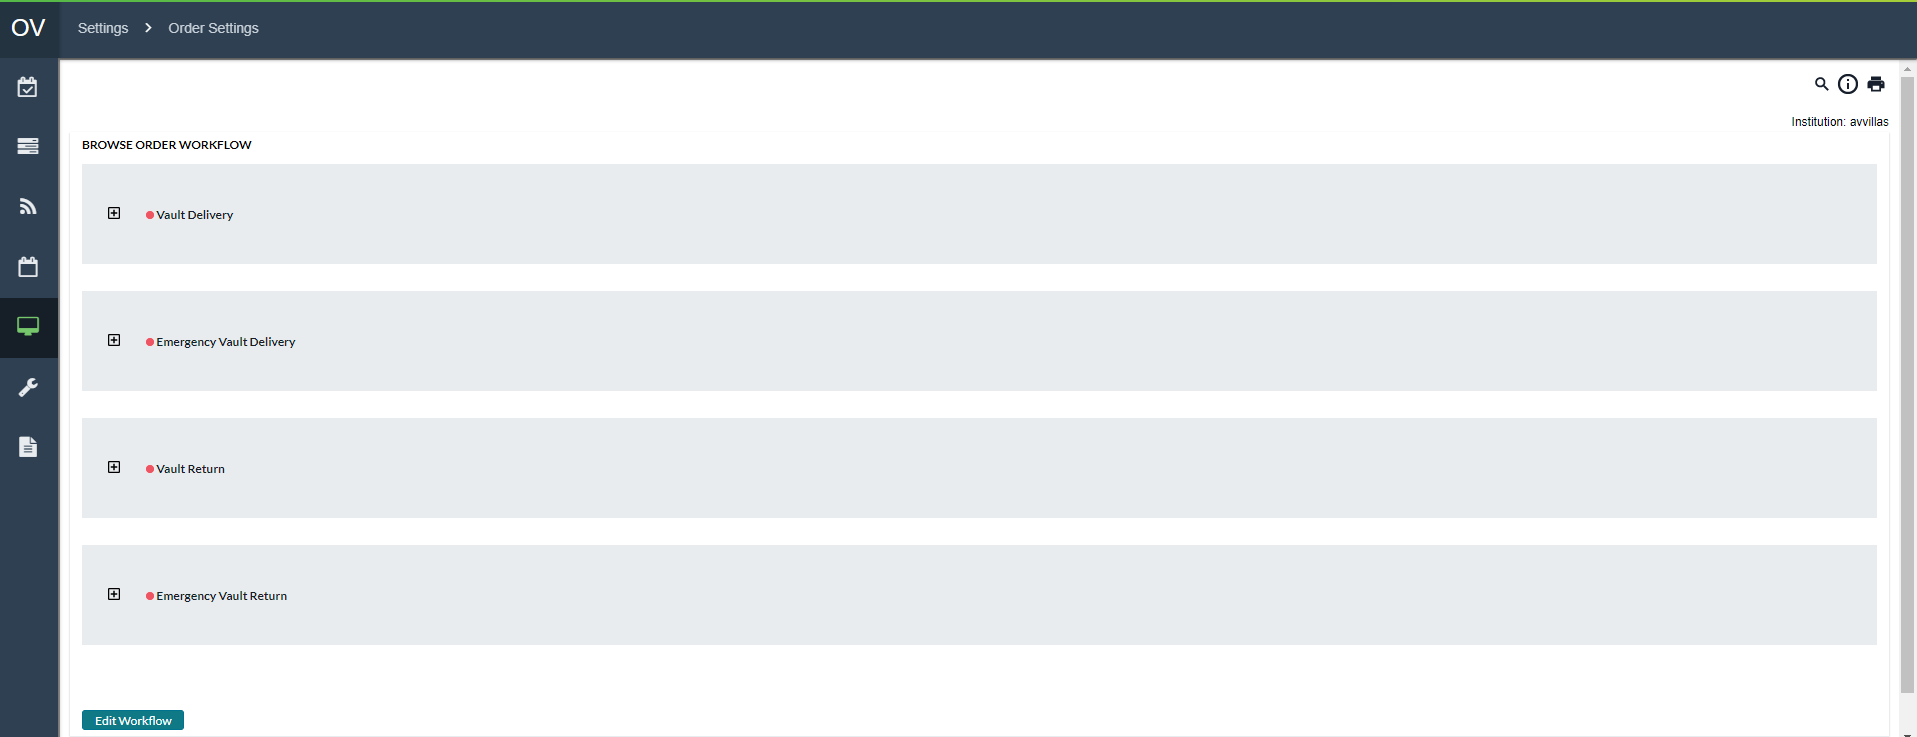 OV
Settings > Order Settings
Institution: avvillas
BROWSE ORDER WORKFLOW
Vault Delivery
Emergency Vault Delivery
Vault Return
Emergency Vault Return
Edit Workflow